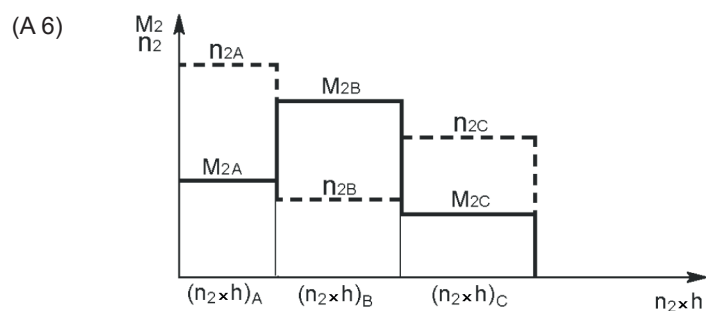 (A 6)
M2
n2
n2A
M2B
n2C
M2A
n2B
M2C
(n2×h)A
(n2×h)B
(n2×h)C
n2×h